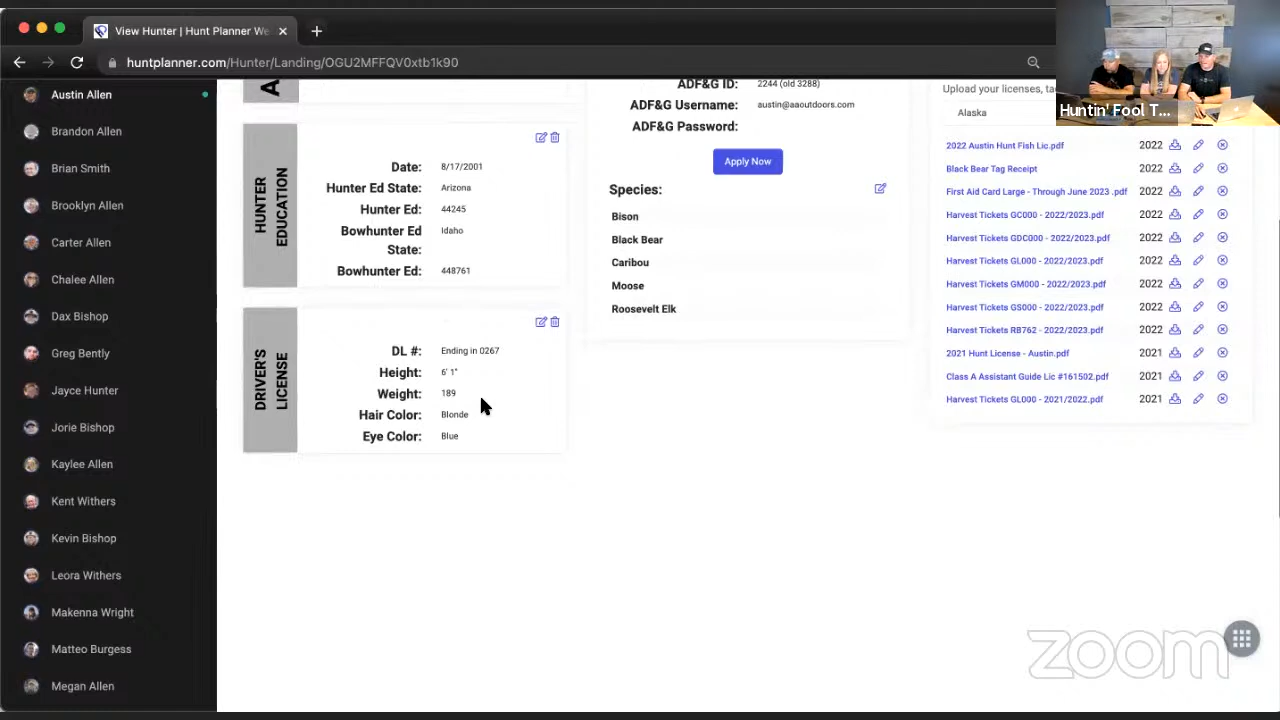 View Hunter | Hunt Planner We
huntplanner.com/Hunter/Landing/OGU2MFFQV0xtb1k90
Huntin' Fool T...
Austin Allen
Brandon Allen
Brian Smith
Brooklyn Allen
Carter Allen
Chalee Allen
Dax Bishop
Greg Bently
Jayce Hunter
Jorie Bishop
Kaylee Allen
Kent Withers
Kevin Bishop
Leora Withers
Makenna Wright
Matteo Burgess
Megan Allen
A
HUNTER
EDUCATION
Date: 8/17/2001
Hunter Ed State: Arizona
Hunter Ed: 44245
Bowhunter Ed Idaho
State:
Bowhunter Ed: 448761
DRIVER'S
LICENSE
DL #: Ending in 0267
Height: 6' 1"
Weight: 189
Hair Color: Blonde
Eye Color: Blue
ADF&G ID: 2244 (old 3288)
ADF&G Username: austin@aaoutdoors.com
ADF&G Password:
Apply Now
Species:
Bison
Black Bear
Caribou
Moose
Roosevelt Elk
Upload your licenses, ta
Alaska
2022 Austin Hunt Fish Lic.pdf 2022
Black Bear Tag Receipt 2022
First Aid Card Large - Through June 2023 .pdf 2022
Harvest Tickets GC000 - 2022/2023.pdf 2022
Harvest Tickets GDC000 - 2022/2023.pdf 2022
Harvest Tickets GL000 - 2022/2023.pdf 2022
Harvest Tickets GM000 - 2022/2023.pdf 2022
Harvest Tickets GS000 - 2022/2023.pdf 2022
Harvest Tickets RB762 - 2022/2023.pdf 2022
2021 Hunt License - Austin.pdf 2021
Class A Assistant Guide Lic #161502.pdf 2021
Harvest Tickets GL000 - 2021/2022.pdf 2021
zoom